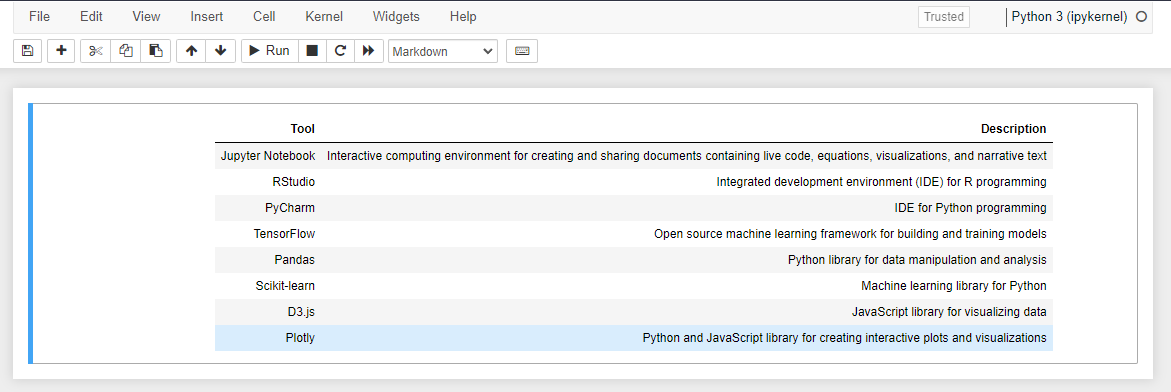 File Edit View Insert Cell Kernel Widgets Help Trusted Python 3 (ipykernel)
Run Markdown
Tool Description
Jupyter Notebook Interactive computing environment for creating and sharing documents containing live code, equations, visualizations, and narrative text
RStudio Integrated development environment (IDE) for R programming
PyCharm IDE for Python programming
TensorFlow Open source machine learning framework for building and training models
Pandas Python library for data manipulation and analysis
Scikit-learn Machine learning library for Python
D3.js JavaScript library for visualizing data
Plotly Python and JavaScript library for creating interactive plots and visualizations